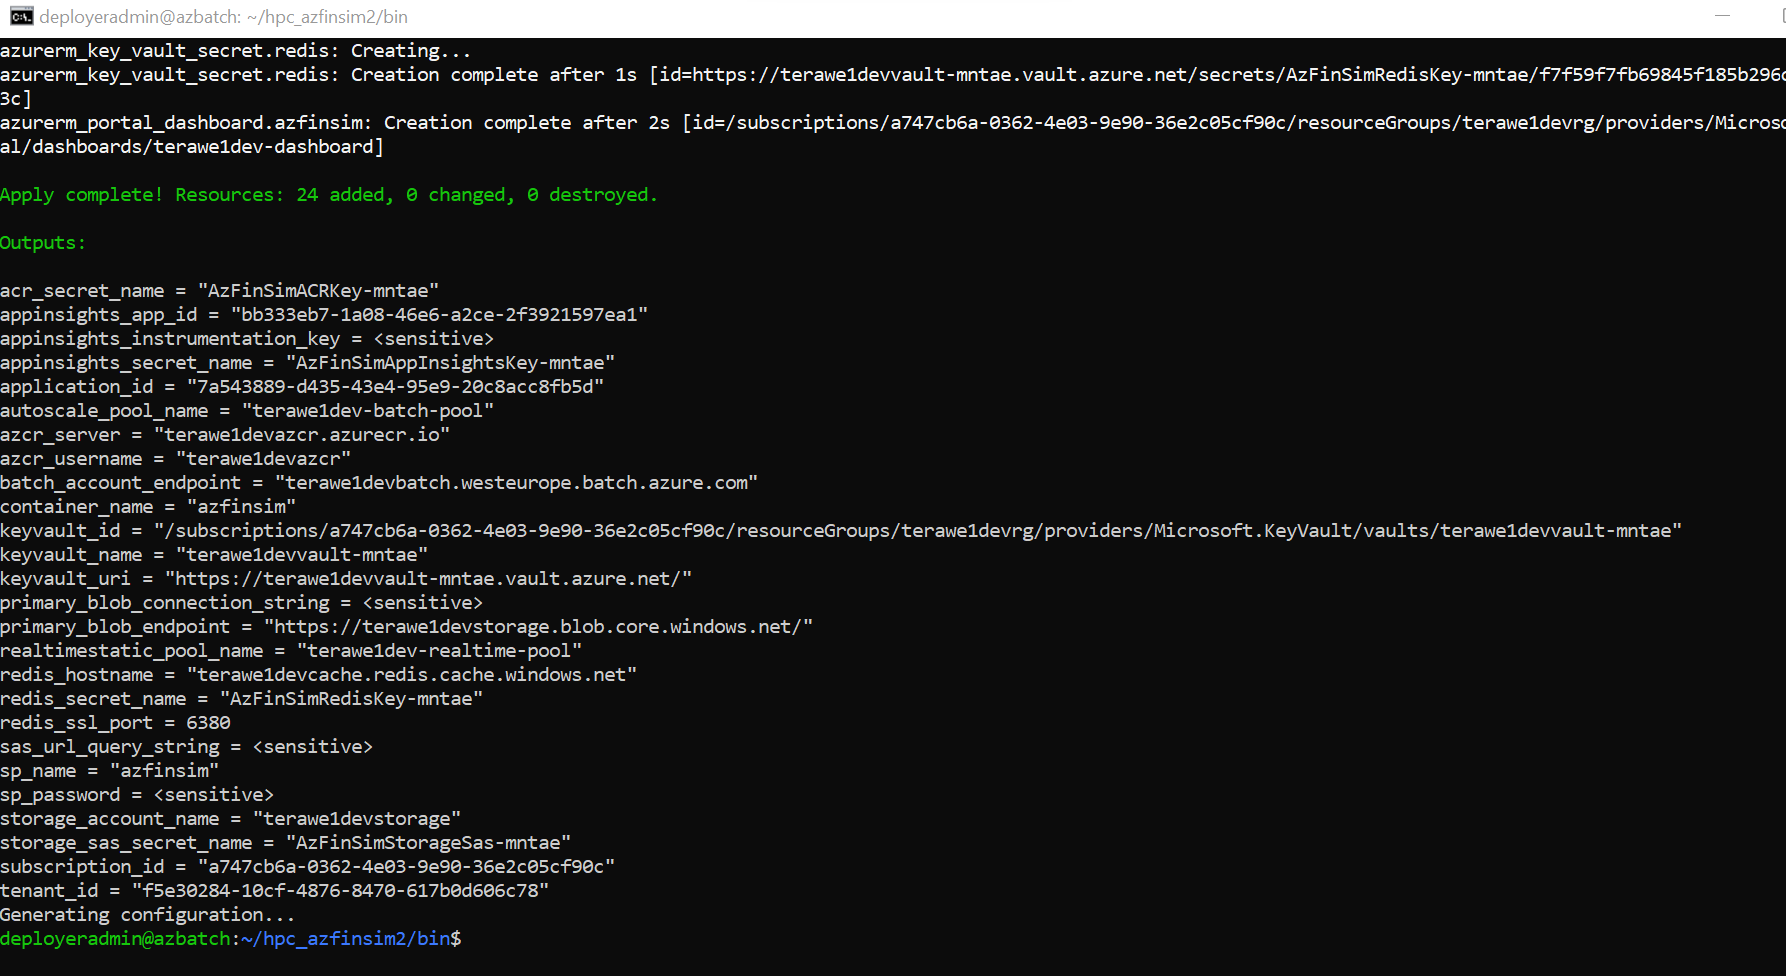 deployeradmin@azbatch: ~/hpc_azfinsim2/bin
azurerm_key_vault_secret.redis: Creating...
azurerm_key_vault_secret.redis: Creation complete after 1s [id=https://terawe1devvault-mntae.vault.azure.net/secrets/AzFinSimRedisKey-mntae/f7f59f7fb69845f185b296
3c]
azurerm_portal_dashboard.azfinsim: Creation complete after 2s [id=/subscriptions/a747cb6a-0362-4e03-9e90-36e2c05cf90c/resourceGroups/terawe1devrg/providers/Micros
al/dashboards/terawe1dev-dashboard]
Apply complete! Resources: 24 added, 0 changed, 0 destroyed.
Outputs:
acr_secret_name = "AzFinSimACRKey-mntae"
appinsights_app_id = "bb333eb7-1a08-46e6-a2ce-2f3921597ea1"
appinsights_instrumentation_key = <sensitive>
appinsights_secret_name = "AzFinSimAppInsightsKey-mntae"
application_id = "7a543889-d435-43e4-95e9-20c8acc8fb5d"
autoscale_pool_name = "terawe1dev-batch-pool"
azcr_server = "terawe1devazcr.azurecr.io"
azcr_username = "terawe1devazcr"
batch_account_endpoint = "terawe1devbatch.westeurope.batch.azure.com"
container_name = "azfinsim"
keyvault_id = "/subscriptions/a747cb6a-0362-4e03-9e90-36e2c05cf90c/resourceGroups/terawe1devrg/providers/Microsoft.KeyVault/vaults/terawe1devvault-mntae"
keyvault_name = "terawe1devvault-mntae"
keyvault_uri = "https://terawe1devvault-mntae.vault.azure.net/"
primary_blob_connection_string = <sensitive>
primary_blob_endpoint = "https://terawe1devstorage.blob.core.windows.net/"
realtimestatic_pool_name = "terawe1dev-realtime-pool"
redis_hostname = "terawe1devcache.redis.cache.windows.net"
redis_secret_name = "AzFinSimRedisKey-mntae"
redis_ssl_port = 6380
sas_url_query_string = <sensitive>
sp_name = "azfinsim"
sp_password = <sensitive>
storage_account_name = "terawe1devstorage"
storage_sas_secret_name = "AzFinSimStorageSas-mntae"
subscription_id = "a747cb6a-0362-4e03-9e90-36e2c05cf90c"
tenant_id = "f5e30284-10cf-4876-8470-617b0d606c78"
Generating configuration...
deployeradmin@azbatch:~/hpc_azfinsim2/bin$